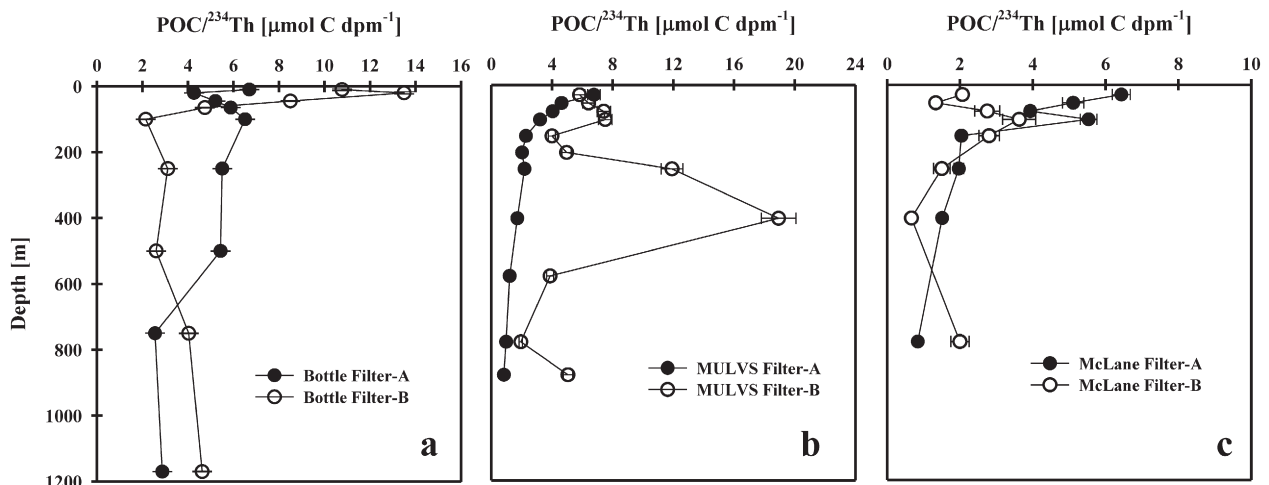 POC/²³⁴Th [μmol C dpm⁻¹]
0 2 4 6 8 10 12 14 16
0
200
400
600
800
1000
1200
Depth [m]
Bottle Filter-A
Bottle Filter-B
a
POC/²³⁴Th [μmol C dpm⁻¹]
0 4 8 12 16 20 24
MULVS Filter-A
MULVS Filter-B
b
POC/²³⁴Th [μmol C dpm⁻¹]
0 2 4 6 8 10
McLane Filter-A
McLane Filter-B
c